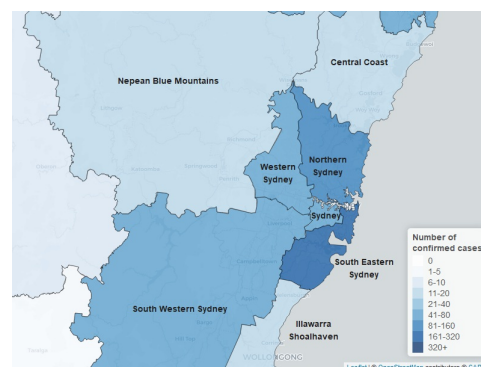 Central Coast
Nepean Blue Mountains
Northern
Sydney
Western
Sydney
Sydney
South Eastern
Sydney
South Western Sydney
Illawarra
Shoalhaven
WOLLONGONG
Number of
confirmed cases
0
1-5
6-10
11-20
21-40
41-80
81-160
161-320
320+
Leaflet | © OpenStreetMap contributors ©